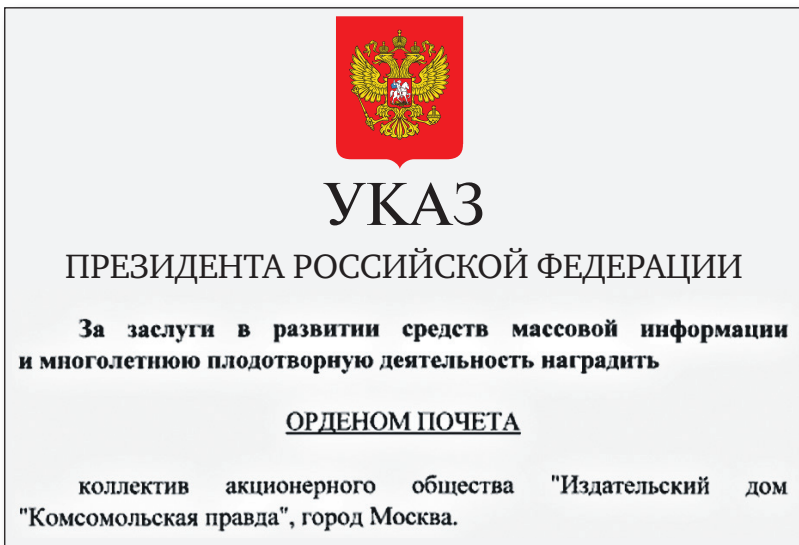 УКАЗ
ПРЕЗИДЕНТА РОССИЙСКОЙ ФЕДЕРАЦИИ
За заслуги в развитии средств массовой информации
и многолетнюю плодотворную деятельность наградить
ОРДЕНОМ ПОЧЕТА
коллектив акционерного общества "Издательский дом
"Комсомольская правда", город Москва.